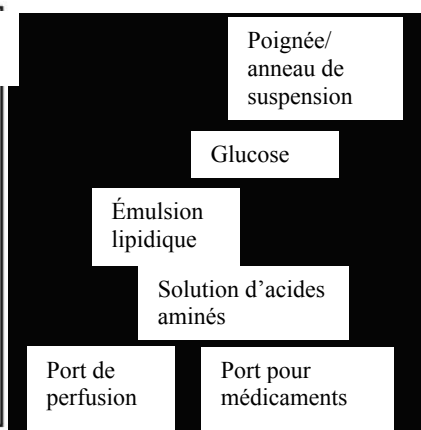 Poignée/
anneau de
suspension
Glucose
Émulsion
lipidique
Solution d’acides
aminés
Port de
perfusion
Port pour
médicaments